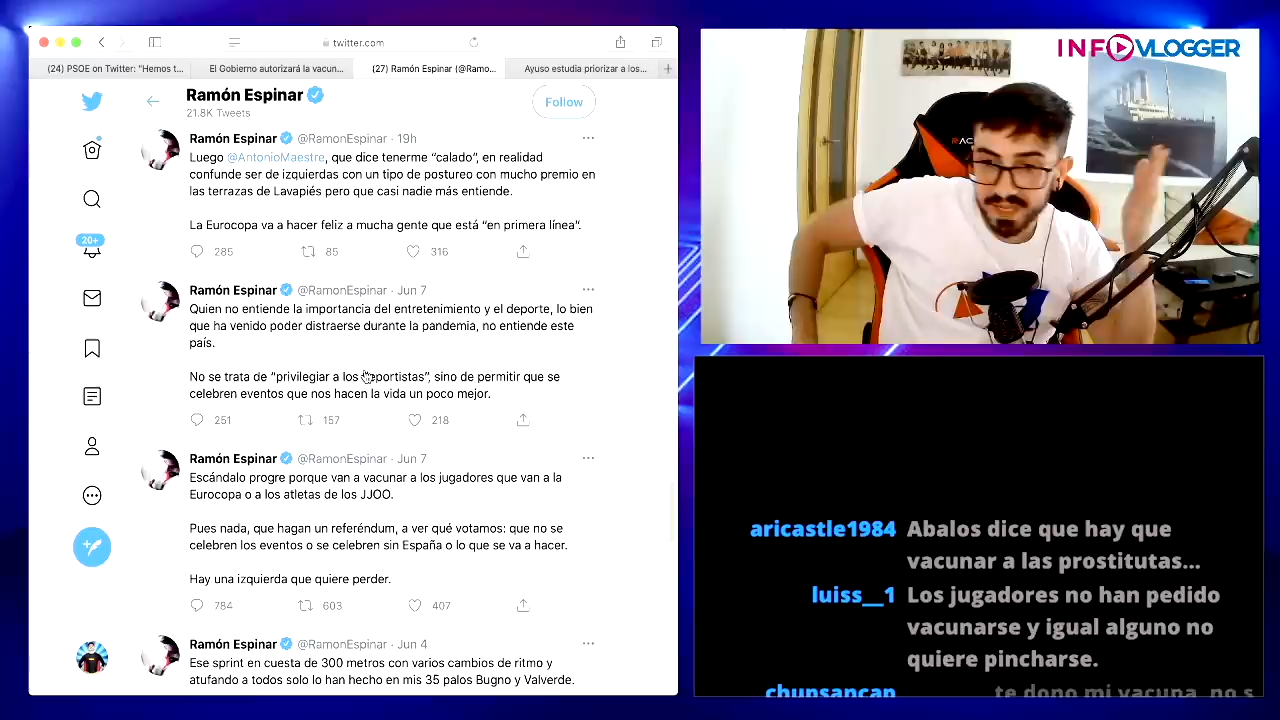 twitter.com
(24) PSOE on Twitter: "Hemos t...
El Gobierno autorizará la vacun...
(27) Ramón Espinar (@Ramo...
Ayuso estudia priorizar a los...
Ramón Espinar
21.8K Tweets
Follow
20+
Ramón Espinar @RamonEspinar · 19h
Luego @AntonioMaestre, que dice tenerme “calado”, en realidad
confunde ser de izquierdas con un tipo de postureo con mucho premio en
las terrazas de Lavapiés pero que casi nadie más entiende.
La Eurocopa va a hacer feliz a mucha gente que está “en primera línea”.
285 85 316
Ramón Espinar @RamonEspinar · Jun 7
Quien no entiende la importancia del entretenimiento y el deporte, lo bien
que ha venido poder distraerse durante la pandemia, no entiende este
país.
No se trata de “privilegiar a los deportistas”, sino de permitir que se
celebren eventos que nos hacen la vida un poco mejor.
251 157 218
Ramón Espinar @RamonEspinar · Jun 7
Escándalo progre porque van a vacunar a los jugadores que van a la
Eurocopa o a los atletas de los JJOO.
Pues nada, que hagan un referéndum, a ver qué votamos: que no se
celebren los eventos o se celebren sin España o lo que se va a hacer.
Hay una izquierda que quiere perder.
784 603 407
Ramón Espinar @RamonEspinar · Jun 4
Ese sprint en cuesta de 300 metros con varios cambios de ritmo y
atufando a todos solo lo han hecho en mis 35 palos Bugno y Valverde.
INFOVLOGGER
aricastle1984 Abalos dice que hay que
vacunar a las prostitutas...
luiss__1 Los jugadores no han pedido
vacunarse y igual alguno no
quiere pincharse.
chupsancap te dono mi vacuna, no s